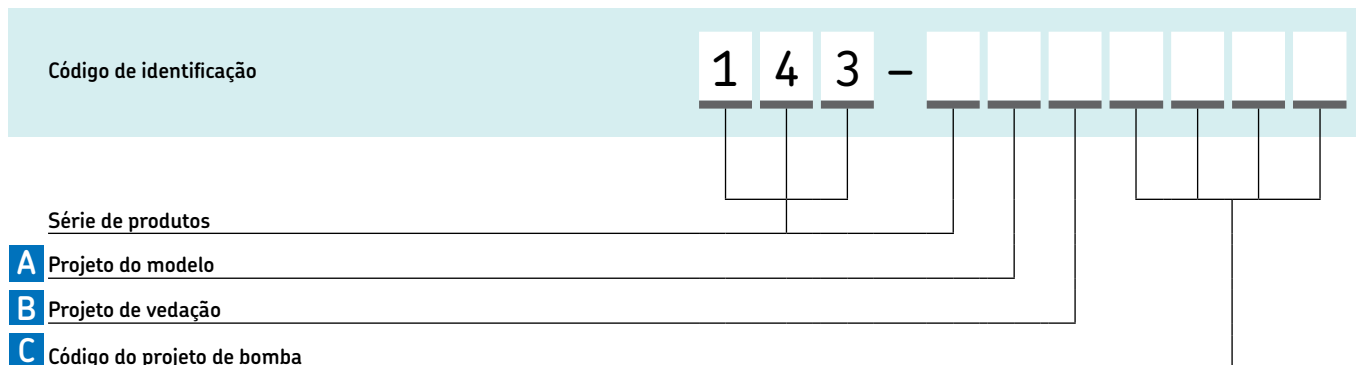 Código de identificação 1 4 3 –
Série de produtos
A Projeto do modelo
B Projeto de vedação
C Código do projeto de bomba